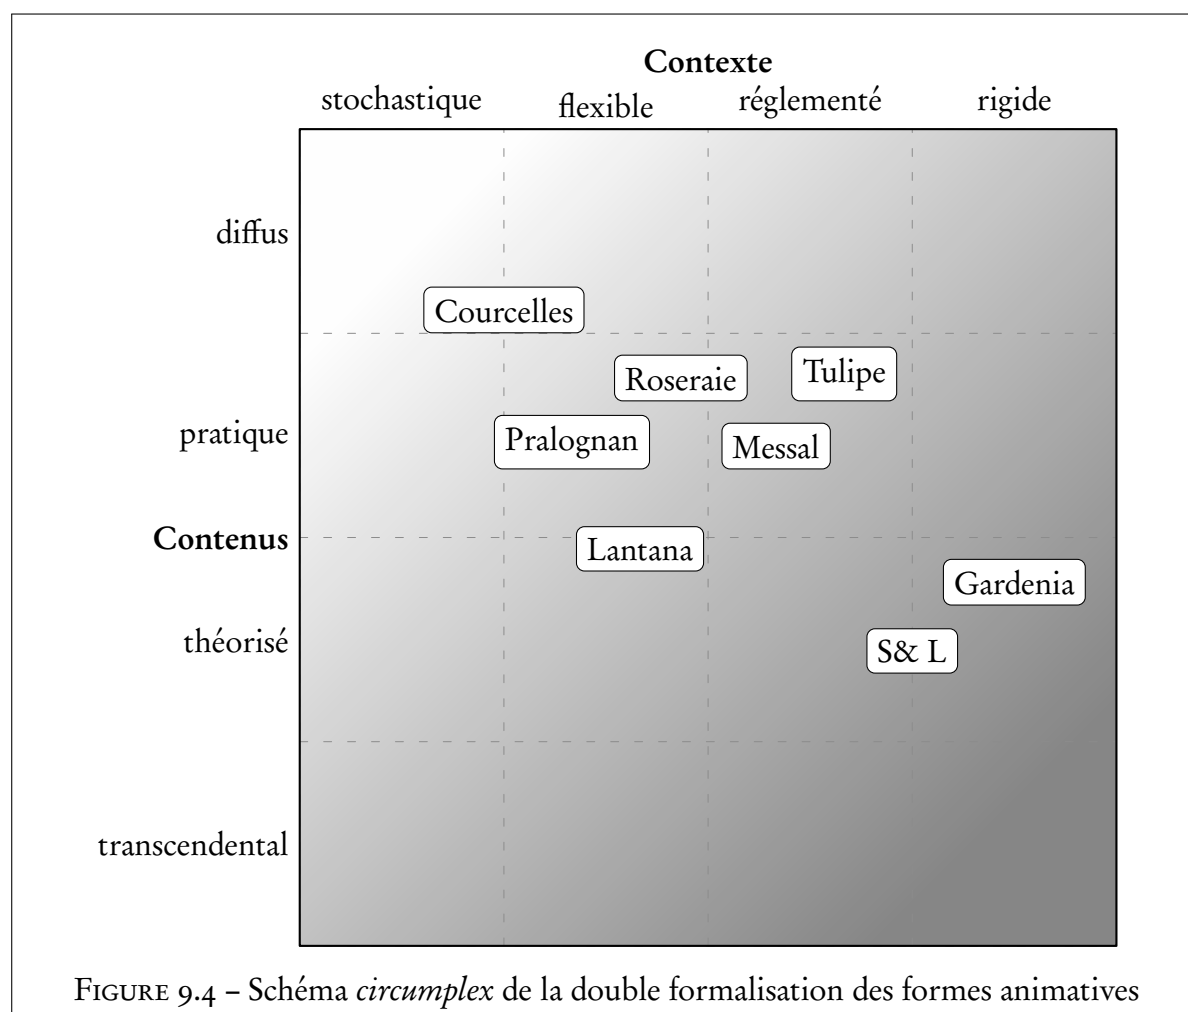 Contexte
stochastique flexible réglementé rigide
diffus
Courcelles
Roseraie Tulipe
pratique Pralognan Messal
Contenus
Lantana
Gardenia
théorisé S& L
transcendental
FIGURE 9.4 – Schéma circumplex de la double formalisation des formes animatives